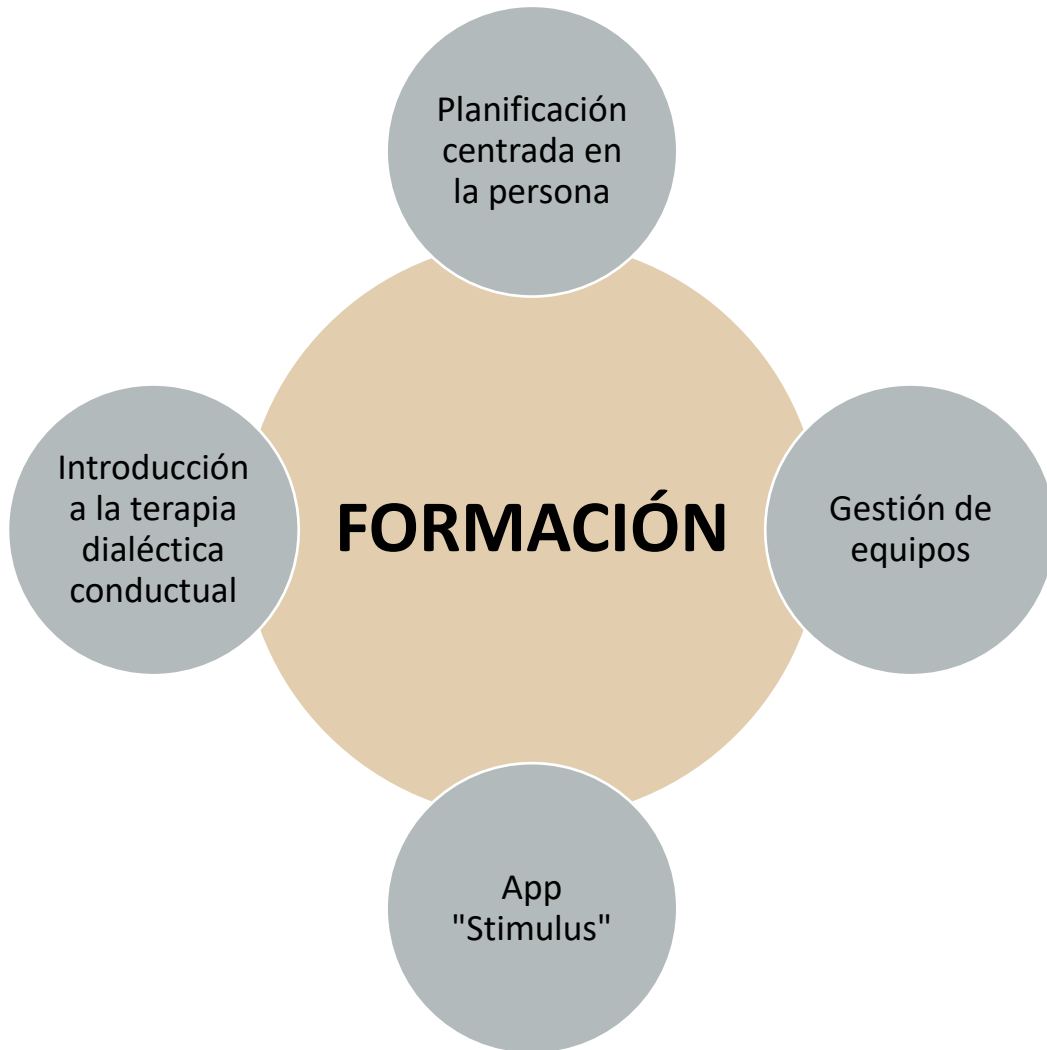 Planificación
centrada en
la persona
Introducción
a la terapia
dialéctica
conductual
FORMACIÓN
Gestión de
equipos
App
"Stimulus"